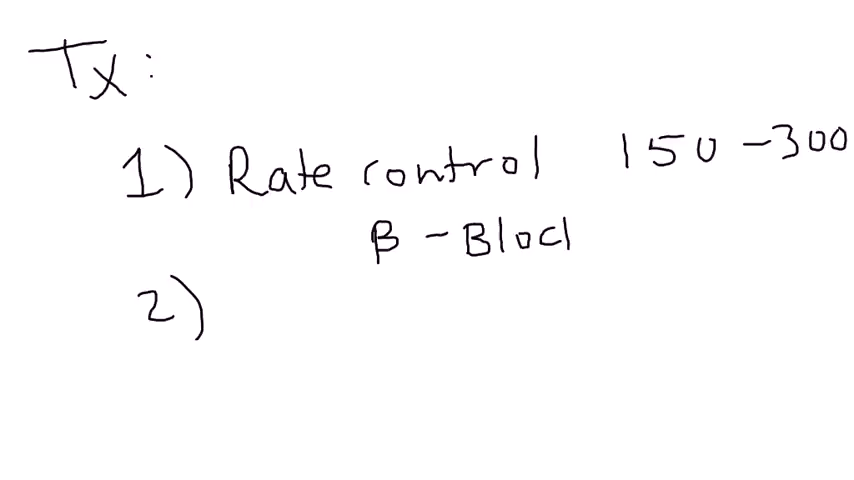 Tx:
1) Rate control 150-300
β-Blocl
2)